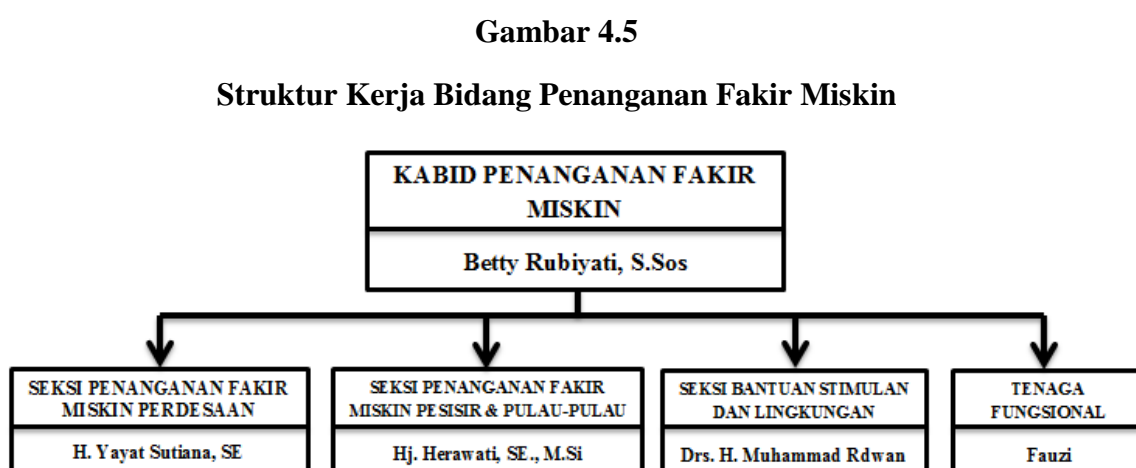 Gambar 4.5
Struktur Kerja Bidang Penanganan Fakir Miskin
KABID PENANGANAN FAKIR
MISKIN
Betty Rubiyati, S.Sos
SEKSI PENANGANAN FAKIR
MISKIN PERDESAAN
H. Yayat Sutiana, SE
SEKSI PENANGANAN FAKIR
MISKIN PESISIR & PULAU-PULAU
Hj. Herawati, SE., M.Si
SEKSI BANTUAN STIMULAN
DAN LINGKUNGAN
Drs. H. Muhammad Rdwan
TENAGA
FUNGSIONAL
Fauzi